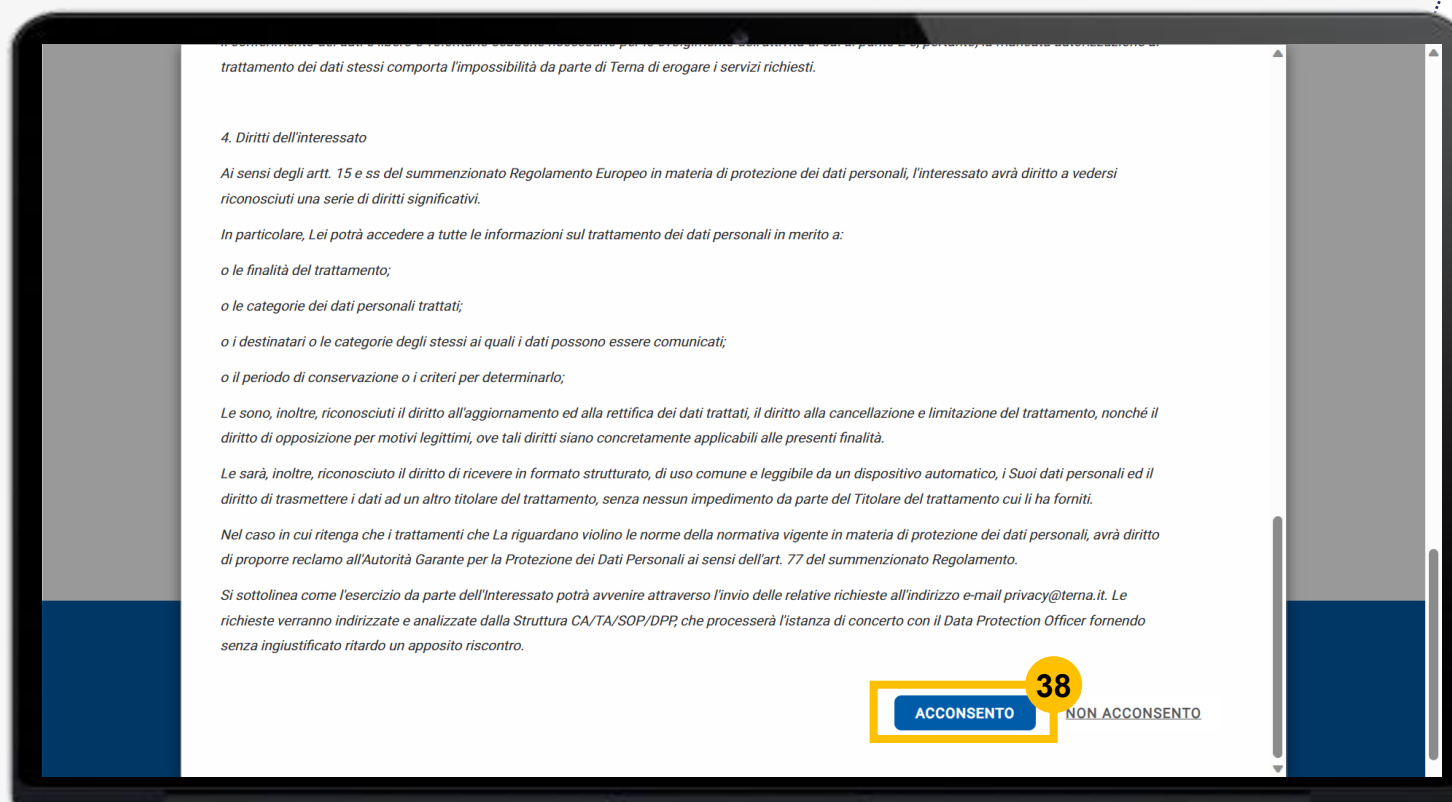 trattamento dei dati stessi comporta l'impossibilità da parte di Terna di erogare i servizi richiesti.
4. Diritti dell'interessato
Ai sensi degli artt. 15 e ss del summenzionato Regolamento Europeo in materia di protezione dei dati personali, l'interessato avrà diritto a vedersi
riconosciuti una serie di diritti significativi.
In particolare, Lei potrà accedere a tutte le informazioni sul trattamento dei dati personali in merito a:
o le finalità del trattamento;
o le categorie dei dati personali trattati;
o i destinatari o le categorie degli stessi ai quali i dati possono essere comunicati;
o il periodo di conservazione o i criteri per determinarlo;
Le sono, inoltre, riconosciuti il diritto all'aggiornamento ed alla rettifica dei dati trattati, il diritto alla cancellazione e limitazione del trattamento, nonché il
diritto di opposizione per motivi legittimi, ove tali diritti siano concretamente applicabili alle presenti finalità.
Le sarà, inoltre, riconosciuto il diritto di ricevere in formato strutturato, di uso comune e leggibile da un dispositivo automatico, i Suoi dati personali ed il
diritto di trasmettere i dati ad un altro titolare del trattamento, senza nessun impedimento da parte del Titolare del trattamento cui li ha forniti.
Nel caso in cui ritenga che i trattamenti che La riguardano violino le norme della normativa vigente in materia di protezione dei dati personali, avrà diritto
di proporre reclamo all'Autorità Garante per la Protezione dei Dati Personali ai sensi dell'art. 77 del summenzionato Regolamento.
Si sottolinea come l'esercizio da parte dell'Interessato potrà avvenire attraverso l'invio delle relative richieste all'indirizzo e-mail privacy@terna.it. Le
richieste verranno indirizzate e analizzate dalla Struttura CA/TA/SOP/DPP, che processerà l'istanza di concerto con il Data Protection Officer fornendo
senza ingiustificato ritardo un apposito riscontro.
38
ACCONSENTO
NON ACCONSENTO